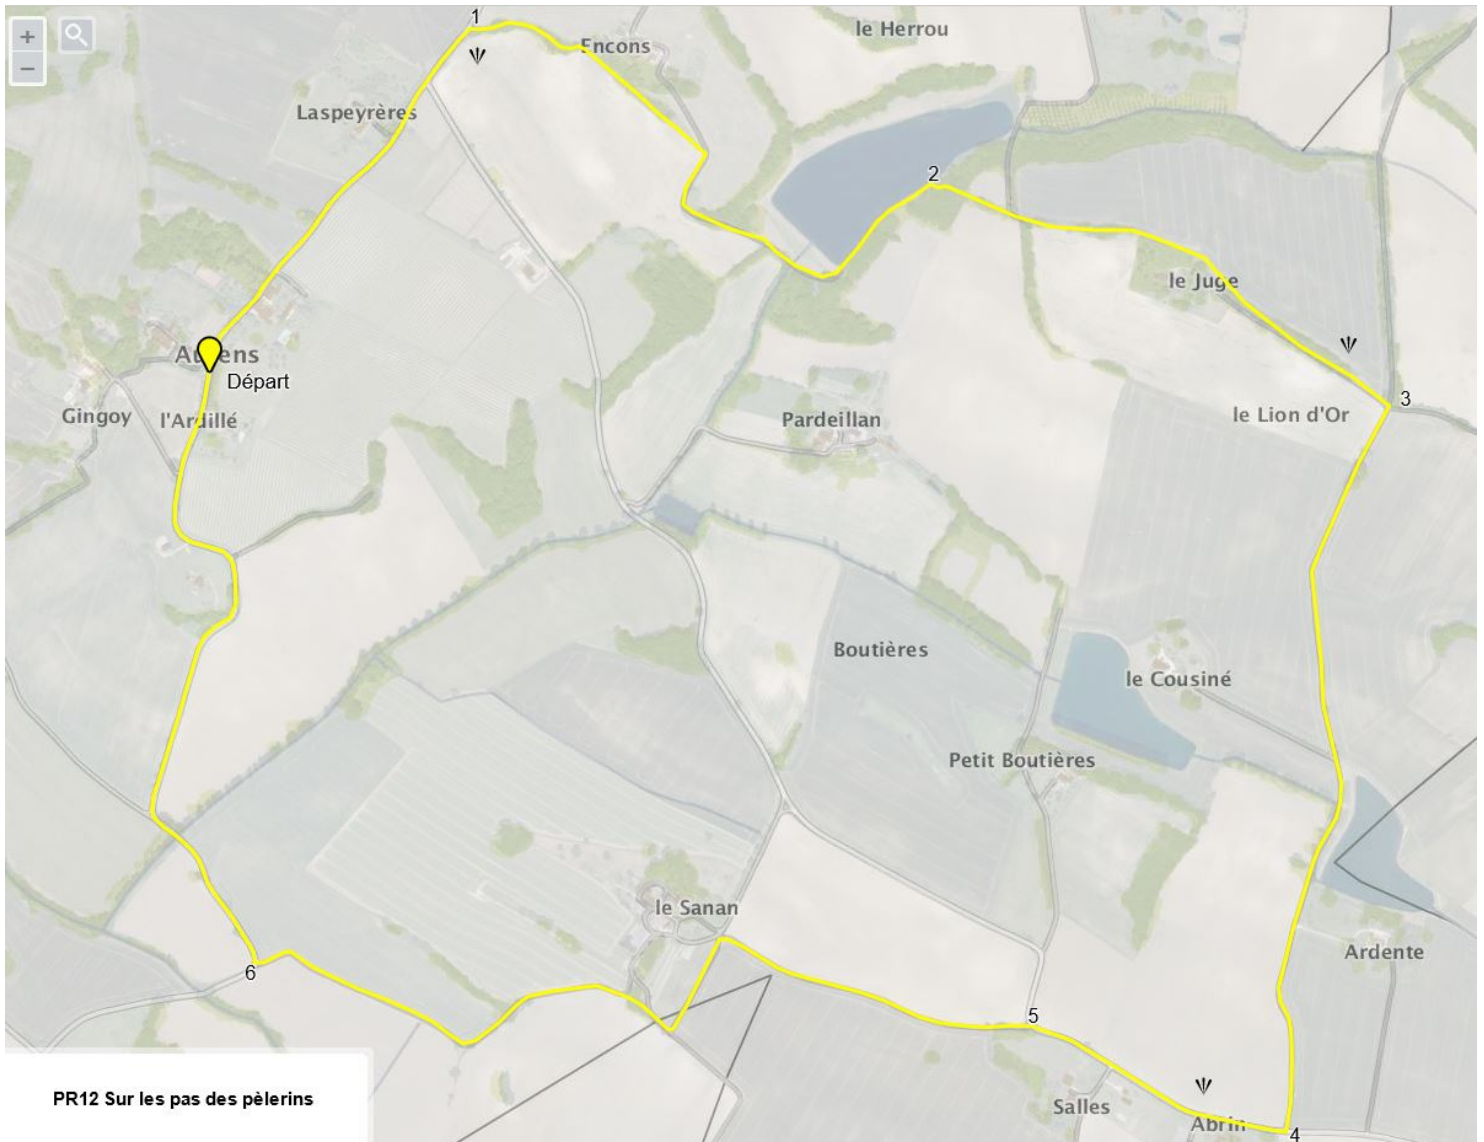 +
−
1
Encons
le Herrou
Laspeyrères
2
le Juge
Départ
Gingoy
l'Ardillé
Pardeillan
le Lion d'Or
3
Boutières
le Cousiné
Petit Boutières
le Sanan
Ardente
6
5
Salles
Abrin
4
PR12 Sur les pas des pèlerins